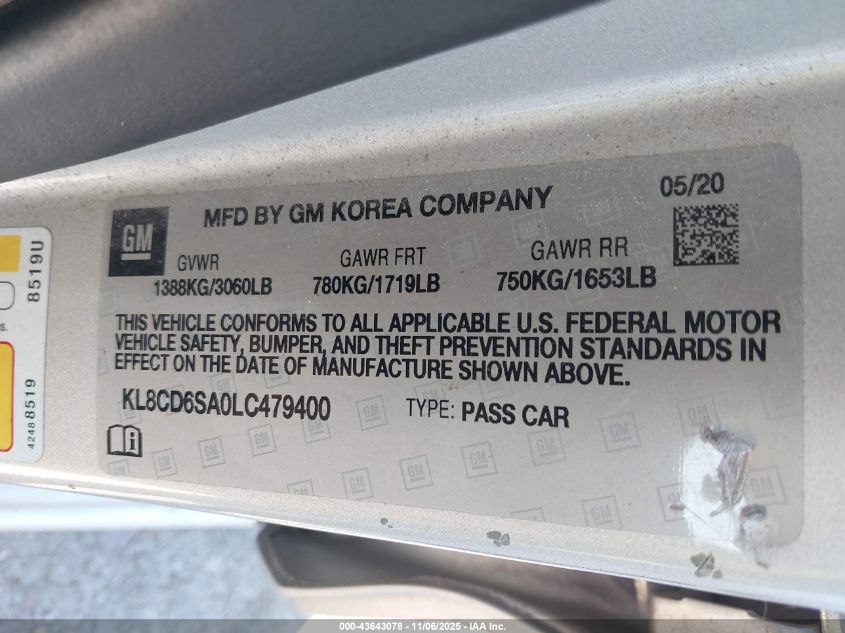 GM
MFD BY GM KOREA COMPANY
05/20
GVWR
GAWR FRT
GAWR RR
1388KG/3060LB
780KG/1719LB
750KG/1653LB
THIS VEHICLE CONFORMS TO ALL APPLICABLE U.S. FEDERAL MOTOR
VEHICLE SAFETY, BUMPER, AND THEFT PREVENTION STANDARDS IN
EFFECT ON THE DATE OF MANUFACTURE SHOWN ABOVE.
KL8CD6SA0LC479400
TYPE: PASS CAR
8519U
42488519
000-43643078 - 11/06/2025 - IAA Inc.